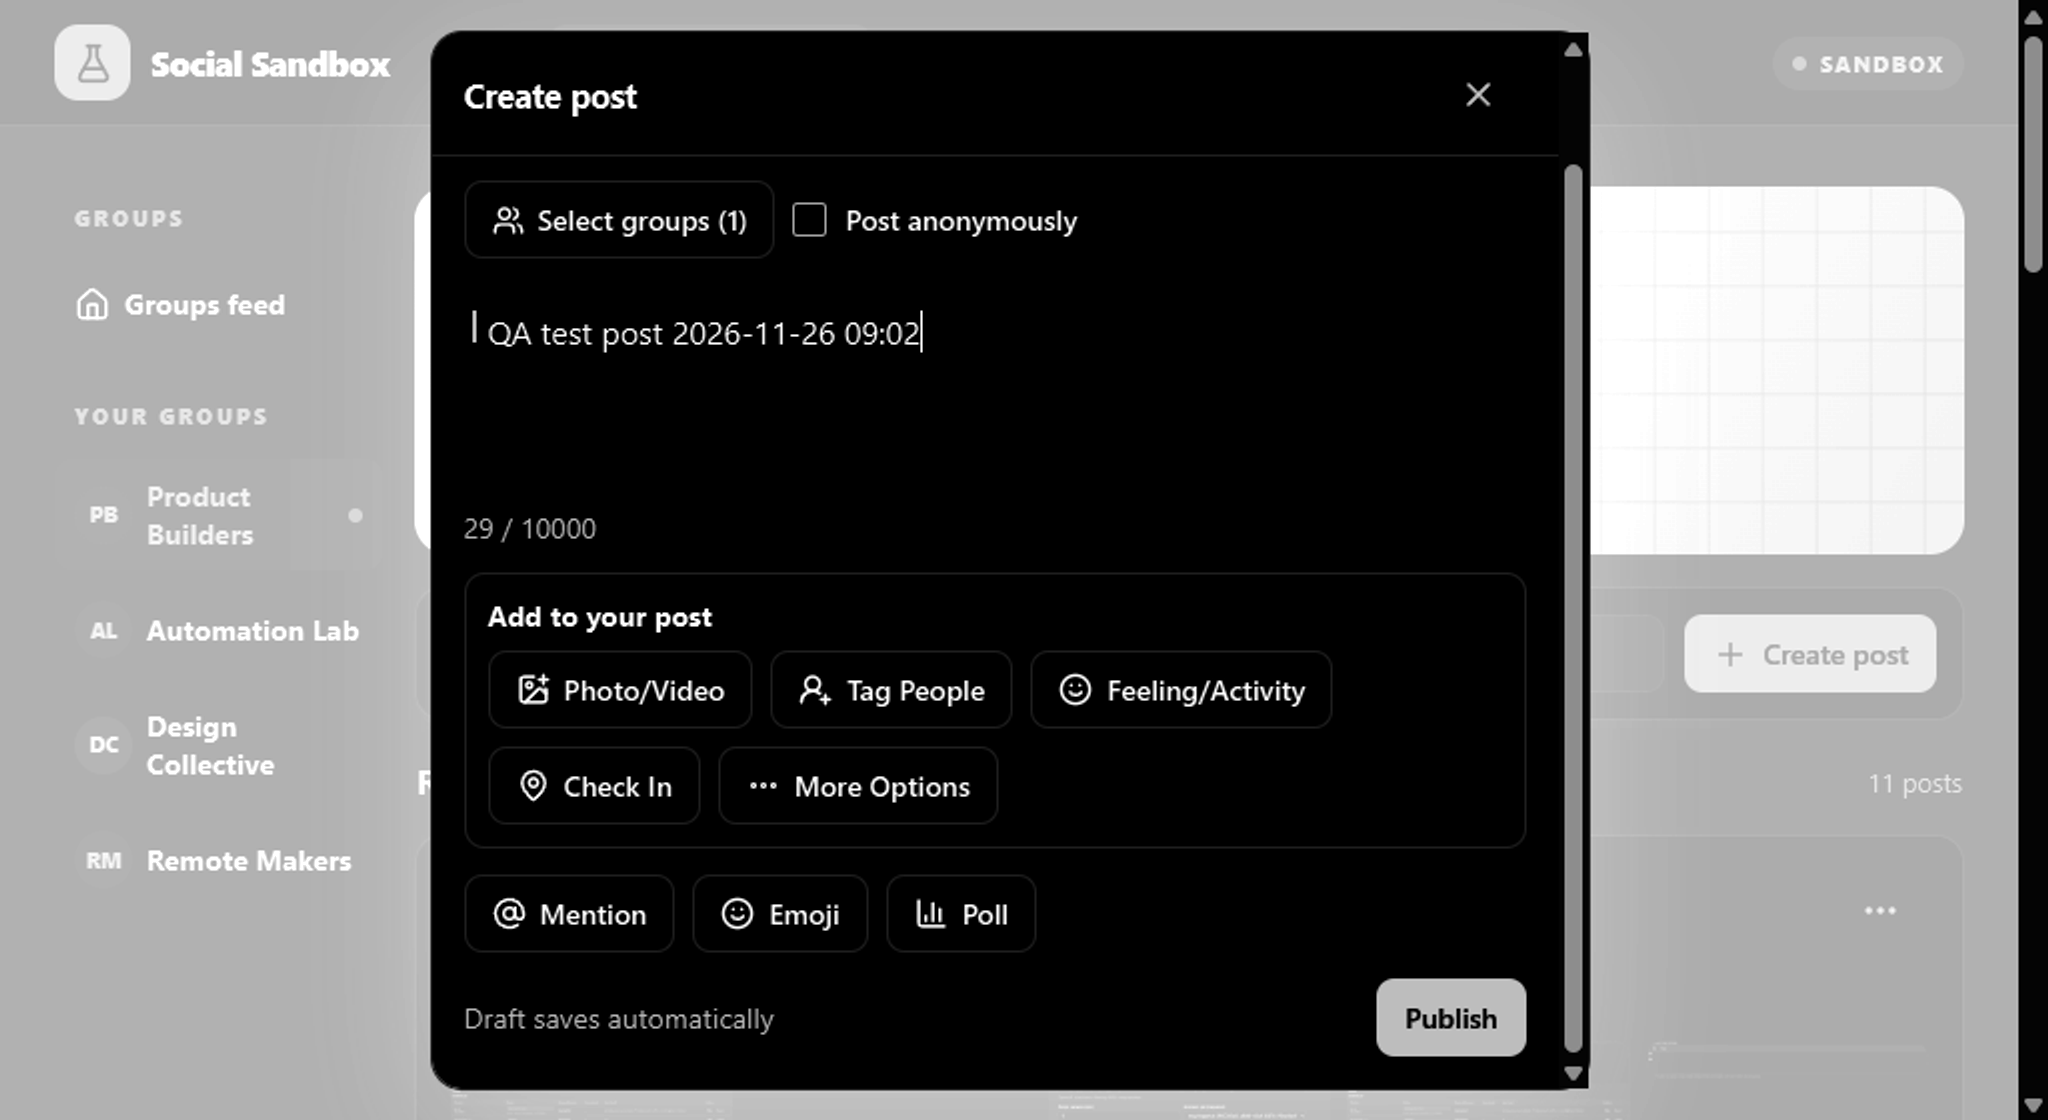 Social Sandbox
SANDBOX
Create post
Select groups (1)
Post anonymously
GROUPS
Groups feed
QA test post 2026-11-26 09:02
YOUR GROUPS
PB
Product
Builders
29 / 10000
Add to your post
AL
Automation Lab
Photo/Video
Tag People
Feeling/Activity
Create post
DC
Design
Collective
Check In
More Options
11 posts
RM
Remote Makers
Mention
Emoji
Poll
Draft saves automatically
Publish